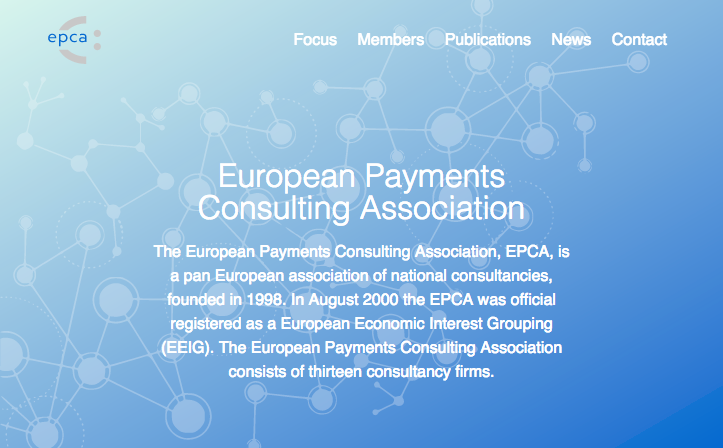 epca
Focus Members Publications News Contact
European Payments
Consulting Association
The European Payments Consulting Association, EPCA, is
a pan European association of national consultancies,
founded in 1998. In August 2000 the EPCA was official
registered as a European Economic Interest Grouping
(EEIG). The European Payments Consulting Association
consists of thirteen consultancy firms.